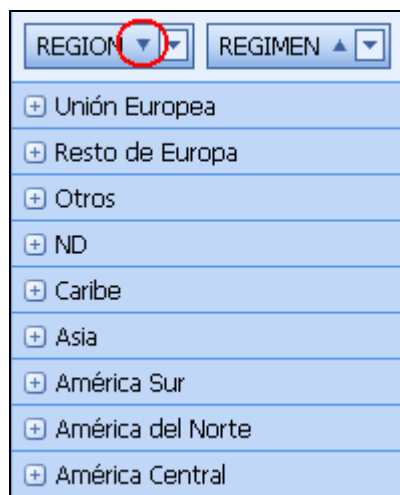 REGION REGIMEN
Unión Europea
Resto de Europa
Otros
ND
Caribe
Asia
América Sur
América del Norte
América Central